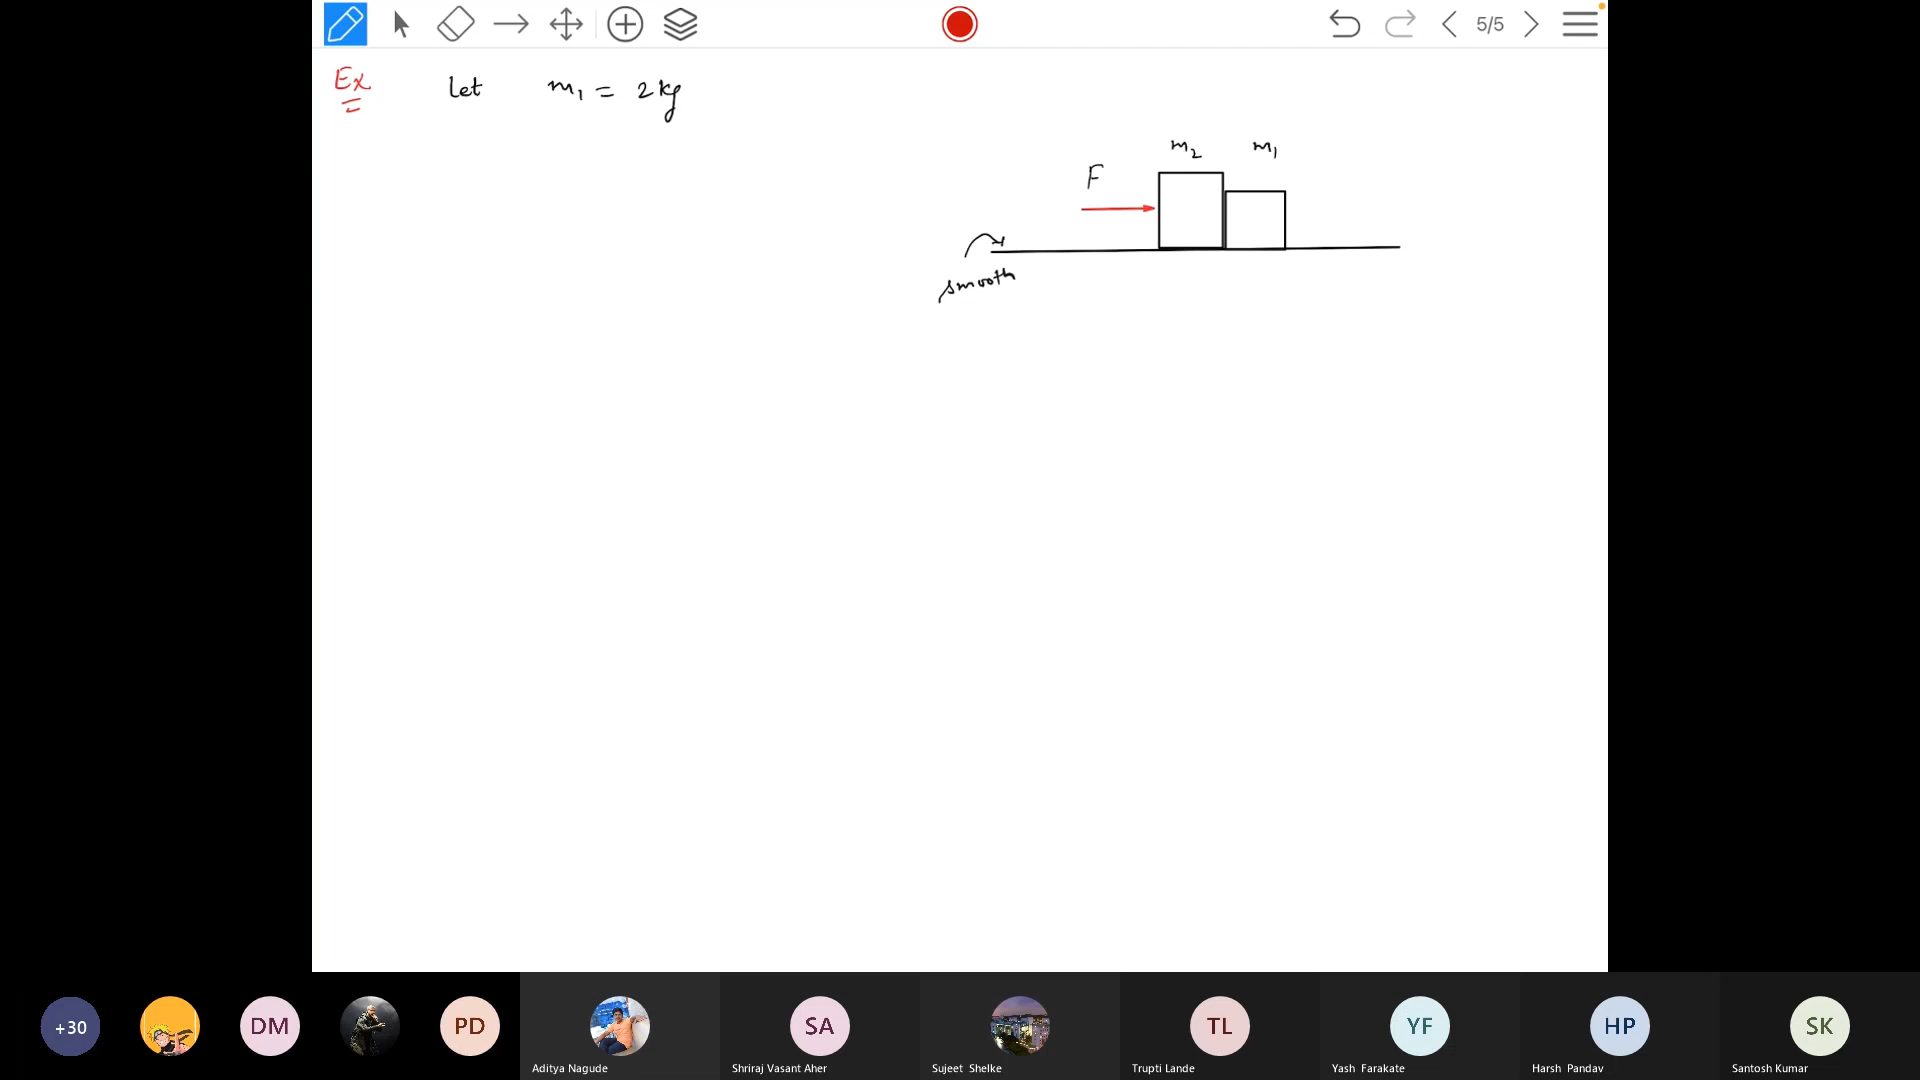 5/5
Ex let m₁ = 2kg
m₂ m₁
F
smooth
+30 DM PD SA TL YF HP SK
Aditya Nagude Shriraj Vasant Aher Sujeet Shelke Trupti Lande Yash Farakate Harsh Pandav Santosh Kumar